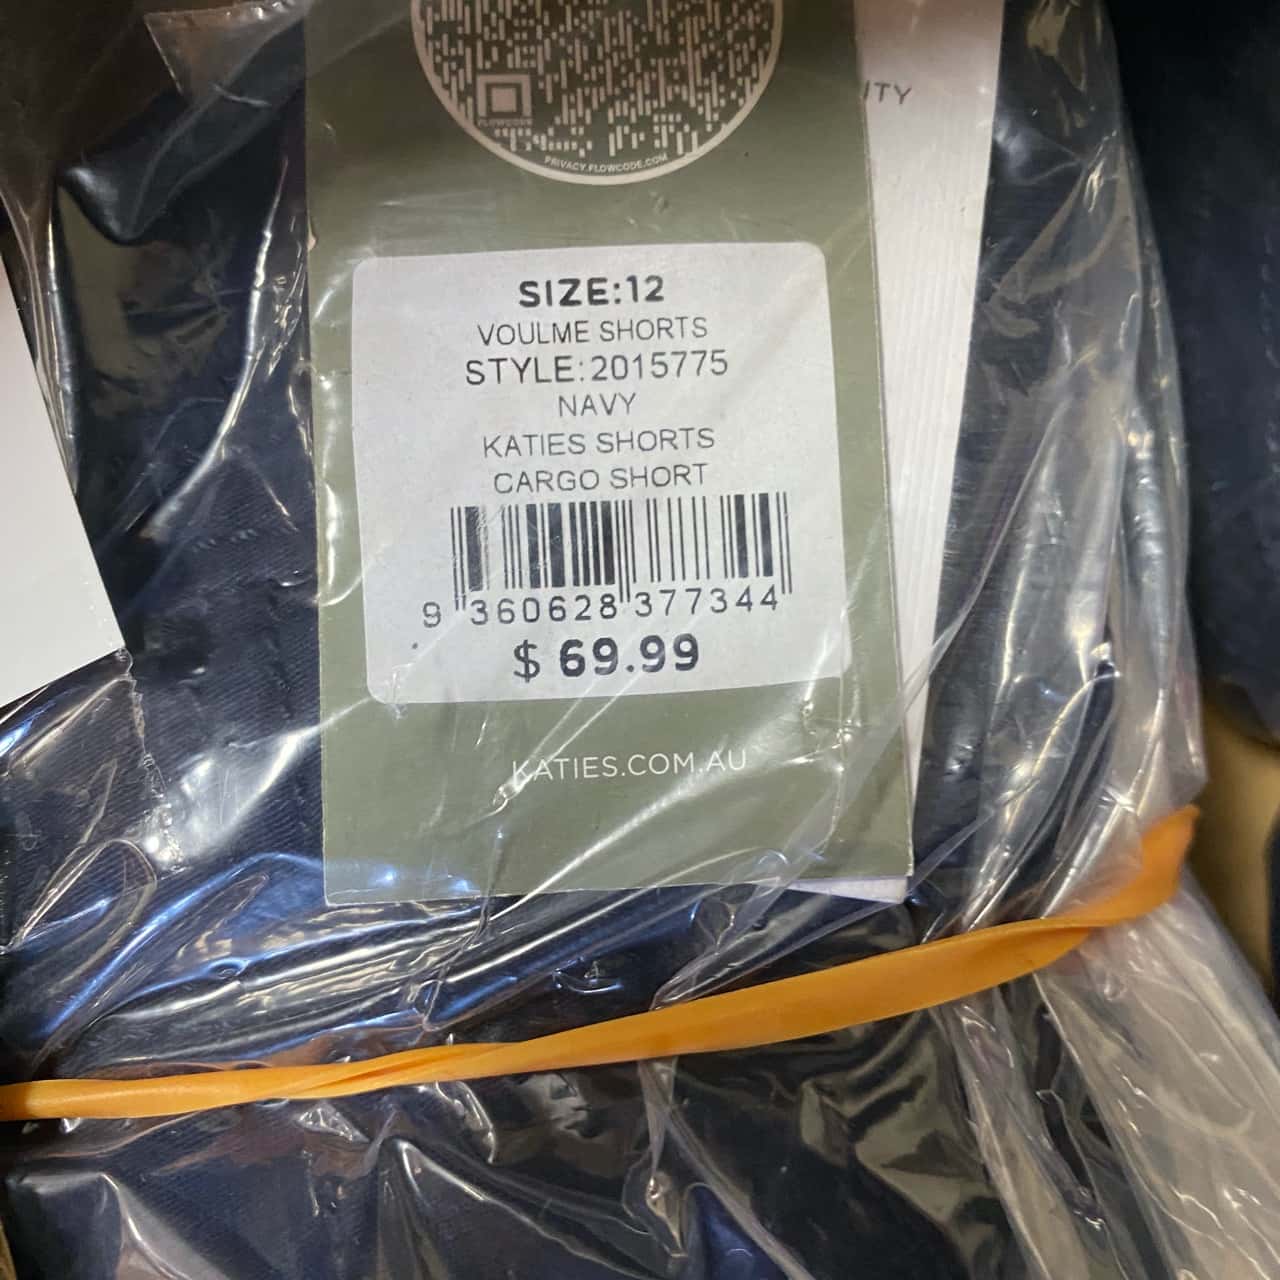 FLOWCODE
PRIVACY.FLOWCODE.COM
ITY
SIZE:12
VOULME SHORTS
STYLE:2015775
NAVY
KATIES SHORTS
CARGO SHORT
9 360628 377344
$ 69.99
KATIES.COM.AU